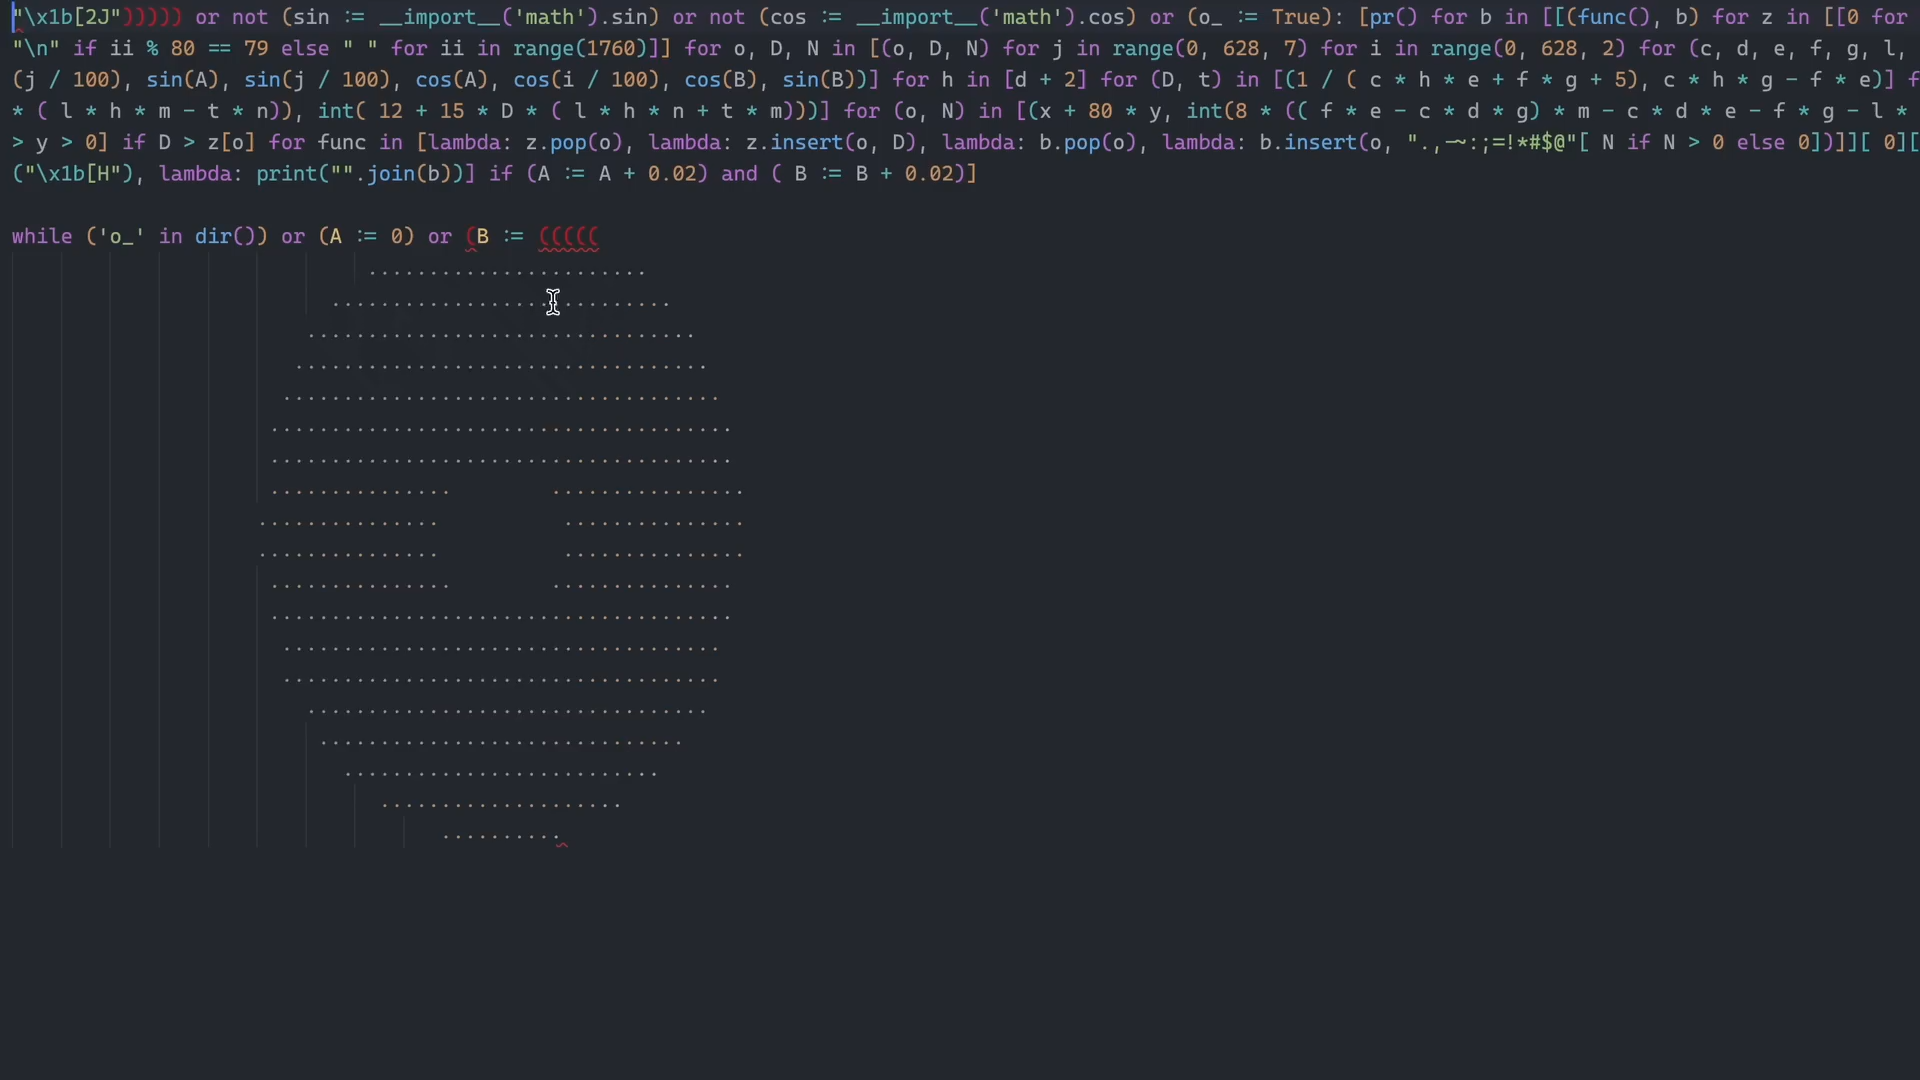 "\x1b[2J"))))) or not (sin := __import__('math').sin) or not (cos := __import__('math').cos) or (o_ := True): [pr() for b in [[(func(), b) for z in [[0 for
"\n" if ii % 80 == 79 else " " for ii in range(1760)]] for o, D, N in [(o, D, N) for j in range(0, 628, 7) for i in range(0, 628, 2) for (c, d, e, f, g, l,
(j / 100), sin(A), sin(j / 100), cos(A), cos(i / 100), cos(B), sin(B))] for h in [d + 2] for (D, t) in [(1 / ( c * h * e + f * g + 5), c * h * g - f * e)] f
* ( l * h * m - t * n)), int( 12 + 15 * D * ( l * h * n + t * m)))] for (o, N) in [(x + 80 * y, int(8 * (( f * e - c * d * g) * m - c * d * e - f * g - l *
> y > 0] if D > z[o] for func in [lambda: z.pop(o), lambda: z.insert(o, D), lambda: b.pop(o), lambda: b.insert(o, ".,-~:;=!*#$@"[ N if N > 0 else 0])]]][ 0][
("\x1b[H"), lambda: print("".join(b))] if (A := A + 0.02) and ( B := B + 0.02)]
while ('o_' in dir()) or (A := 0) or (B := (((((